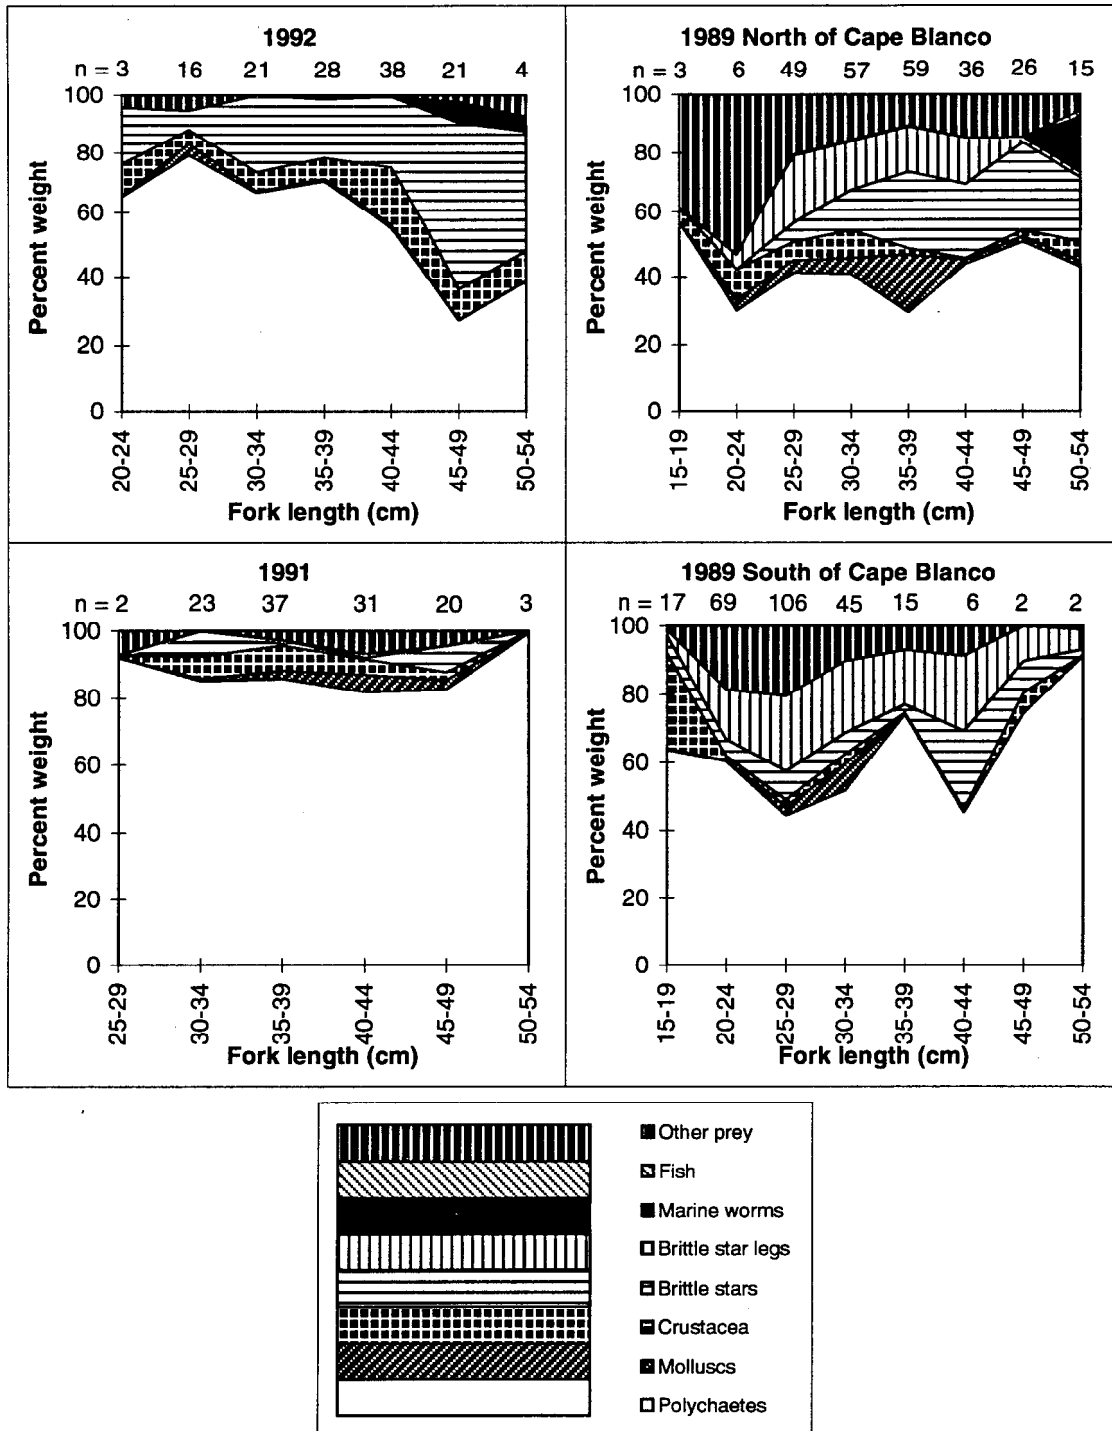 1992
n = 3 16 21 28 38 21 4
100
80
60
40
20
0
Percent weight
20-24 25-29 30-34 35-39 40-44 45-49 50-54
Fork length (cm)
1989 North of Cape Blanco
n = 3 6 49 57 59 36 26 15
100
80
60
40
20
0
Percent weight
15-19 20-24 25-29 30-34 35-39 40-44 45-49 50-54
Fork length (cm)
1991
n = 2 23 37 31 20 3
100
80
60
40
20
0
Percent weight
25-29 30-34 35-39 40-44 45-49 50-54
Fork length (cm)
1989 South of Cape Blanco
n = 17 69 106 45 15 6 2 2
100
80
60
40
20
0
Percent weight
15-19 20-24 25-29 30-34 35-39 40-44 45-49 50-54
Fork length (cm)
Other prey
Fish
Marine worms
Brittle star legs
Brittle stars
Crustacea
Molluscs
Polychaetes